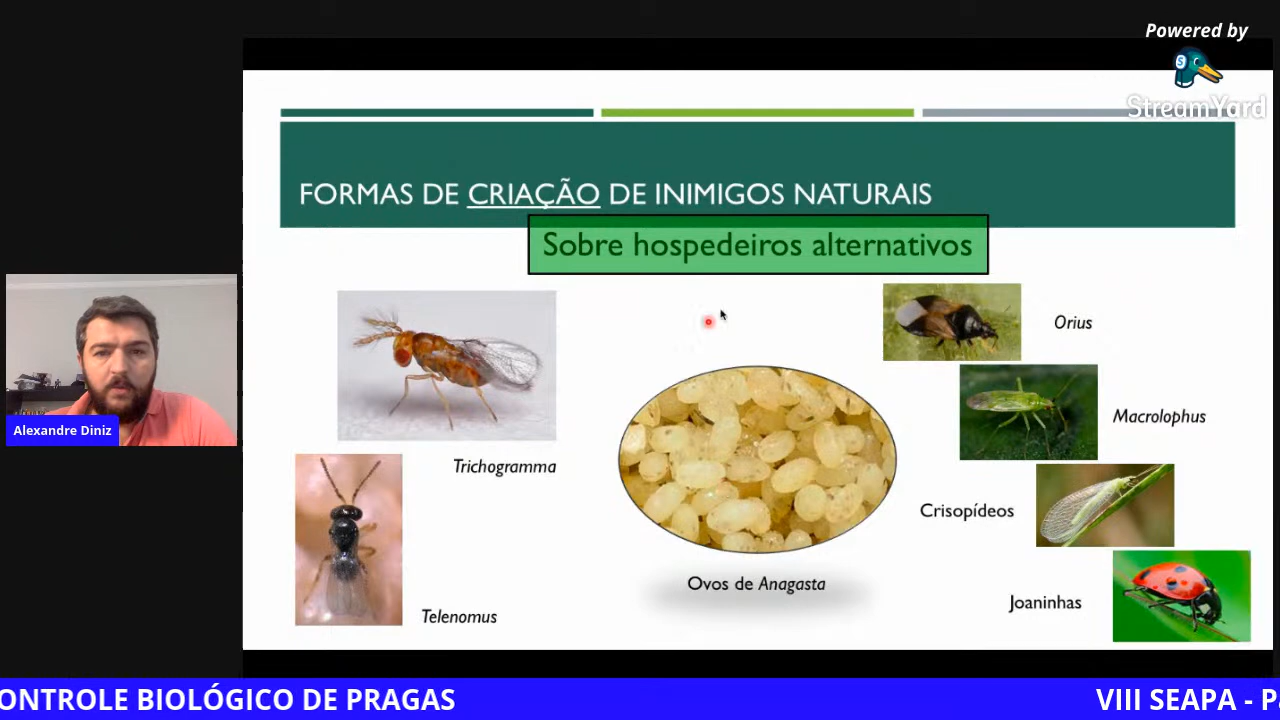 Powered by
StreamYard
FORMAS DE CRIAÇÃO DE INIMIGOS NATURAIS
Sobre hospedeiros alternativos
Orius
Macrolophus
Trichogramma
Crisopídeos
Ovos de Anagasta
Joaninhas
Telenomus
Alexandre Diniz
ONTROLE BIOLÓGICO DE PRAGAS
VIII SEAPA - Pa